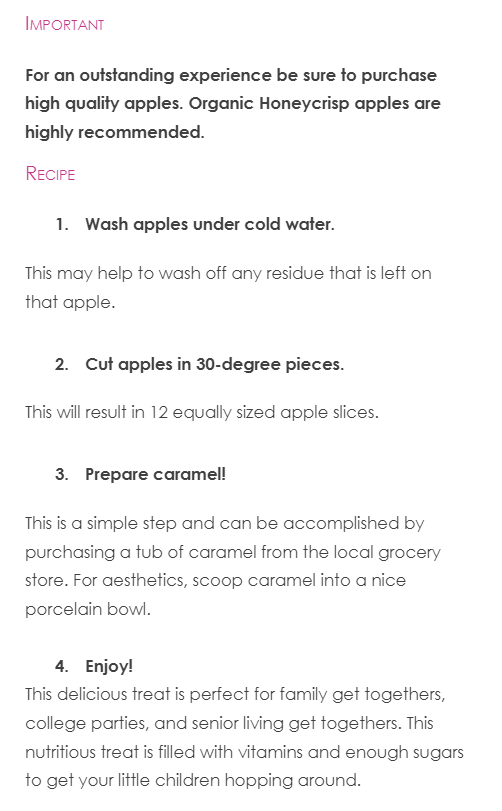 Important
For an outstanding experience be sure to purchase
high quality apples. Organic Honeycrisp apples are
highly recommended.
Recipe
1. Wash apples under cold water.
This may help to wash off any residue that is left on
that apple.
2. Cut apples in 30-degree pieces.
This will result in 12 equally sized apple slices.
3. Prepare caramel!
This is a simple step and can be accomplished by
purchasing a tub of caramel from the local grocery
store. For aesthetics, scoop caramel into a nice
porcelain bowl.
4. Enjoy!
This delicious treat is perfect for family get togethers,
college parties, and senior living get togethers. This
nutritious treat is filled with vitamins and enough sugars
to get your little children hopping around.